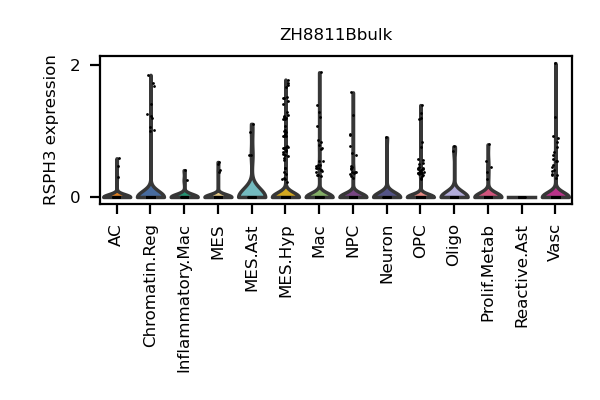 ZH8811Bbulk
RSPH3 expression
2
0
AC
Chromatin.Reg
Inflammatory.Mac
MES
MES.Ast
MES.Hyp
Mac
NPC
Neuron
OPC
Oligo
Prolif.Metab
Reactive.Ast
Vasc